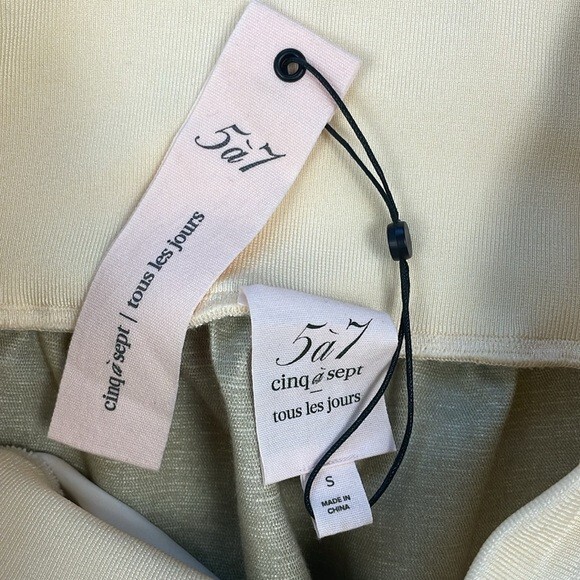 5à7
cinq à sept | tous les jours
5à7
cinq à sept
tous les jours
S
MADE IN
CHINA